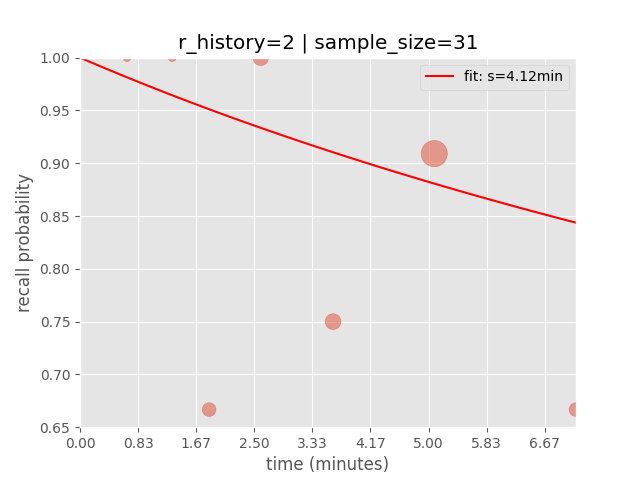 r_history=2 | sample_size=31
fit: s=4.12min
1.00
0.95
0.90
0.85
0.80
0.75
0.70
0.65
recall probability
0.00 0.83 1.67 2.50 3.33 4.17 5.00 5.83 6.67
time (minutes)